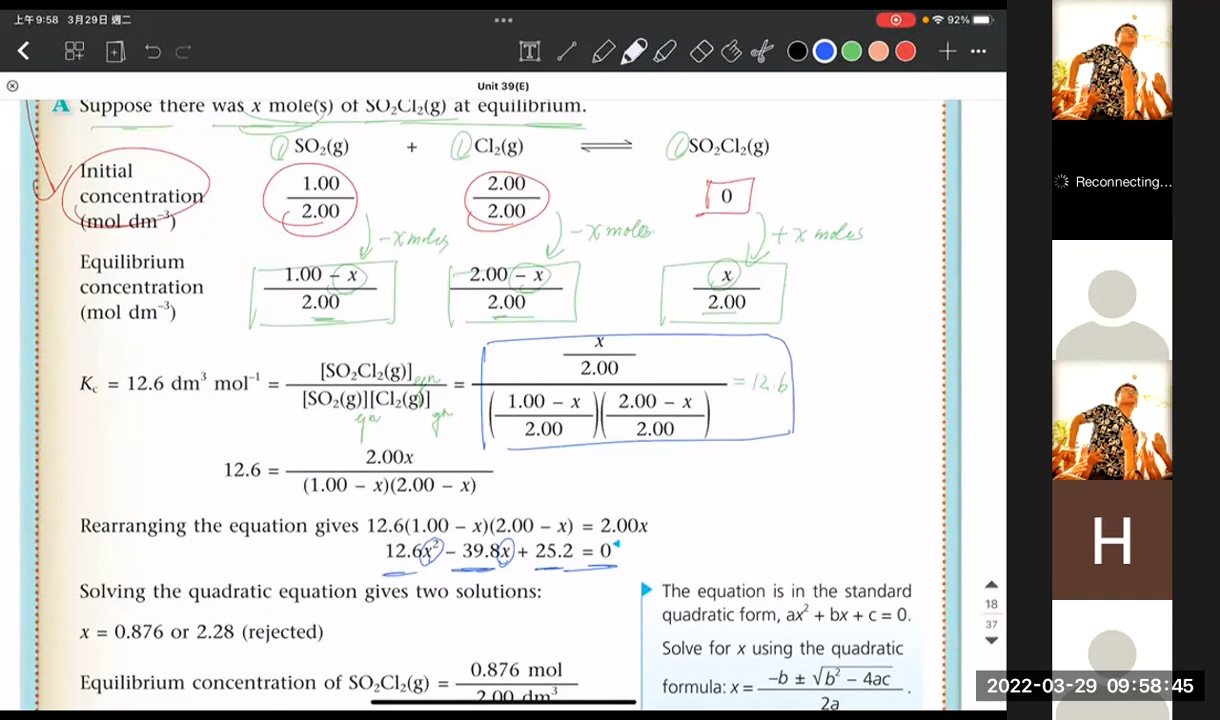 上午9:58 3月29日 週二
92%
Unit 39(E)
A Suppose there was x mole(s) of SO₂Cl₂(g) at equilibrium.
① SO₂(g) + ① Cl₂(g) ⇌ ① SO₂Cl₂(g)
Initial
concentration
(mol dm⁻³)
1.00/2.00 2.00/2.00 0
-x moles -x moles +x moles
Equilibrium
concentration
(mol dm⁻³)
(1.00 − x)/2.00 (2.00 − x)/2.00 x/2.00
Kc = 12.6 dm³ mol⁻¹ = [SO₂Cl₂(g)]eqn / [SO₂(g)][Cl₂(g)] = (x/2.00) / ((1.00 − x)/2.00)((2.00 − x)/2.00) = 12.6
12.6 = 2.00x / (1.00 − x)(2.00 − x)
Rearranging the equation gives 12.6(1.00 − x)(2.00 − x) = 2.00x
12.6x² − 39.8x + 25.2 = 0
Solving the quadratic equation gives two solutions:
x = 0.876 or 2.28 (rejected)
Equilibrium concentration of SO₂Cl₂(g) = 0.876 mol / 2.00 dm³
The equation is in the standard
quadratic form, ax² + bx + c = 0.
Solve for x using the quadratic
formula: x = (−b ± √(b² − 4ac)) / 2a .
18
37
Reconnecting...
H
2022-03-29 09:58:45